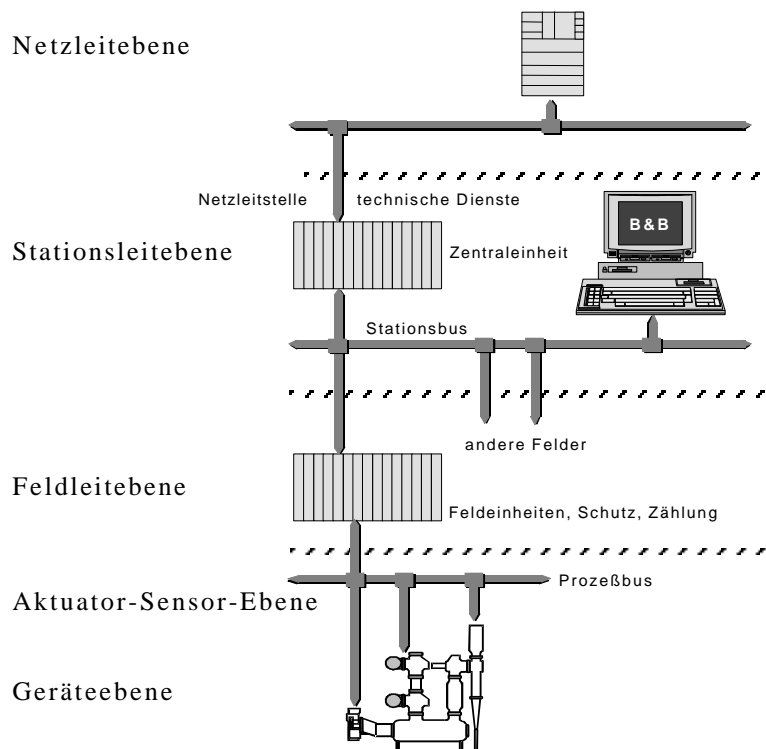 Netzleitebene
Netzleitstelle
technische Dienste
B & B
Stationsleitebene
Zentraleinheit
Stationsbus
andere Felder
Feldleitebene
Feldeinheiten, Schutz, Zählung
Prozeßbus
Aktuator-Sensor-Ebene
Geräteebene